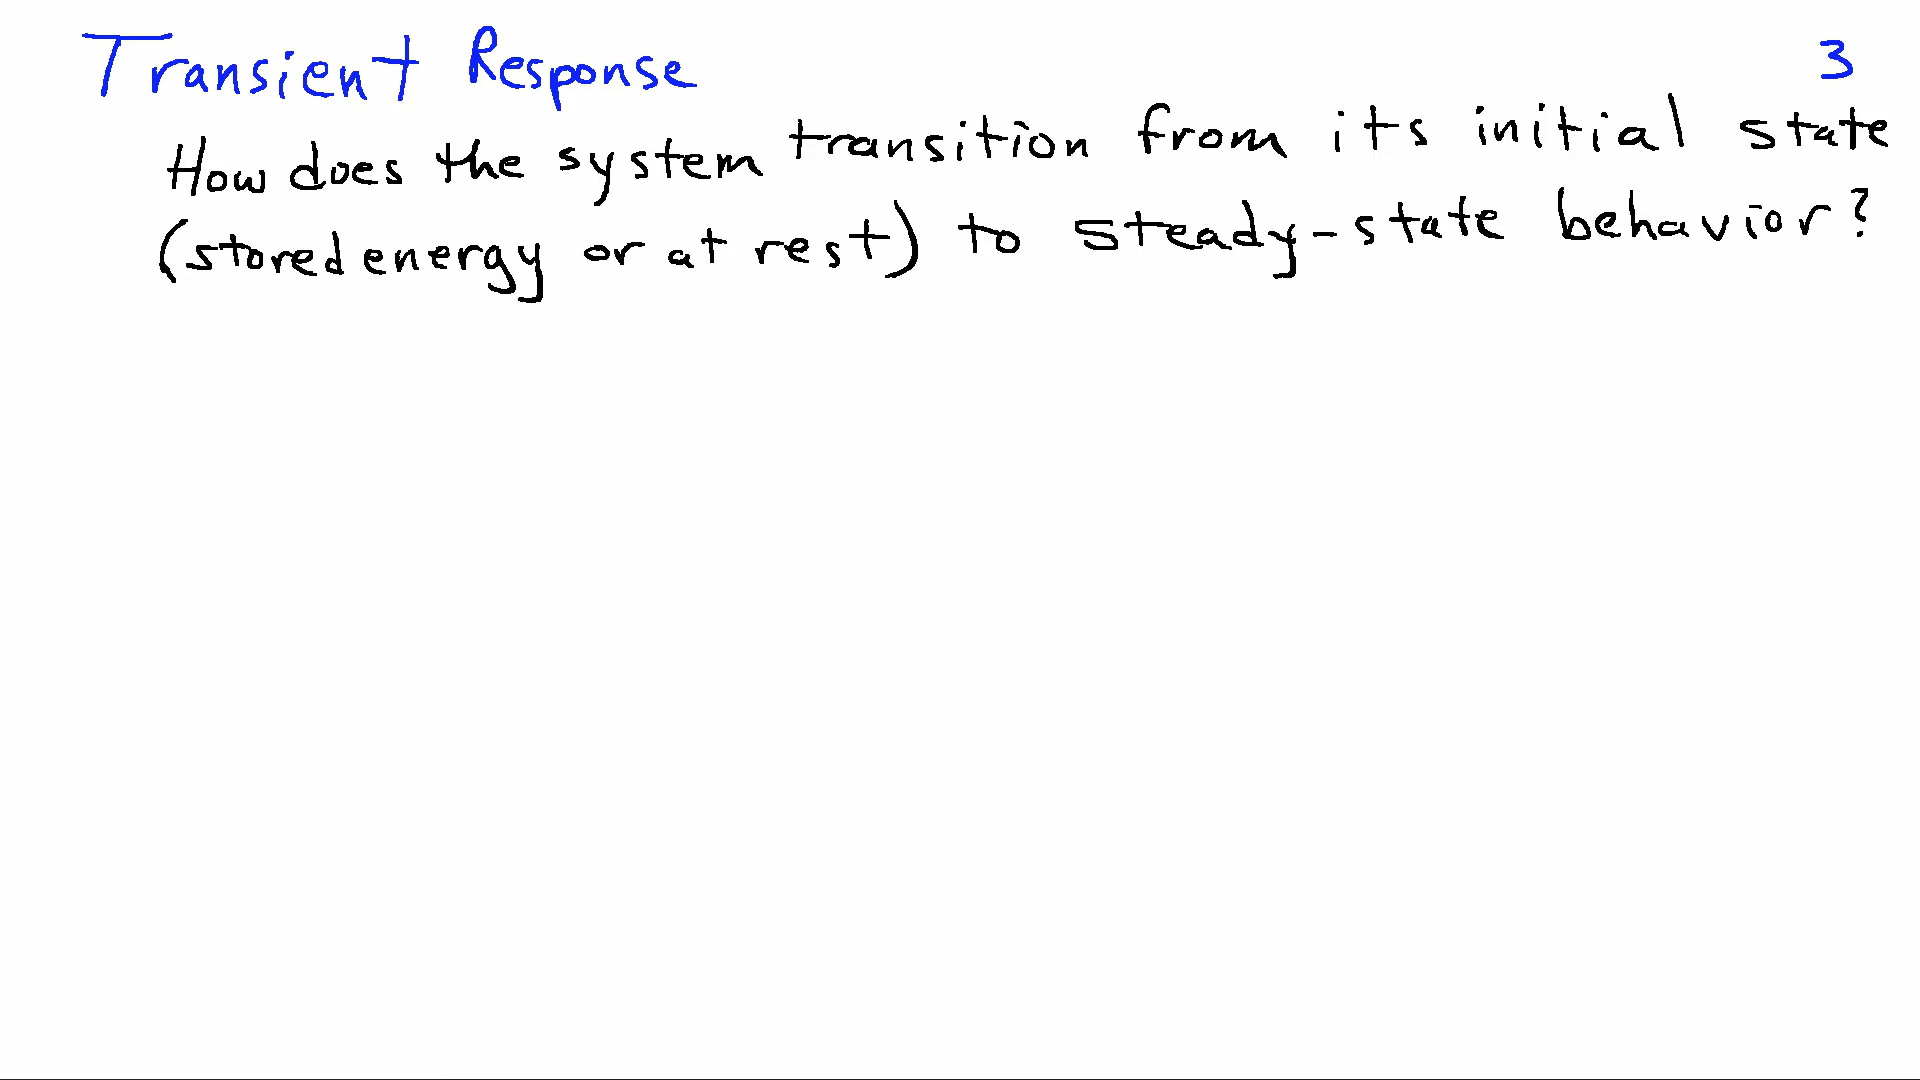 Transient Response 3
How does the system transition from its initial state
(stored energy or at rest) to steady-state behavior?